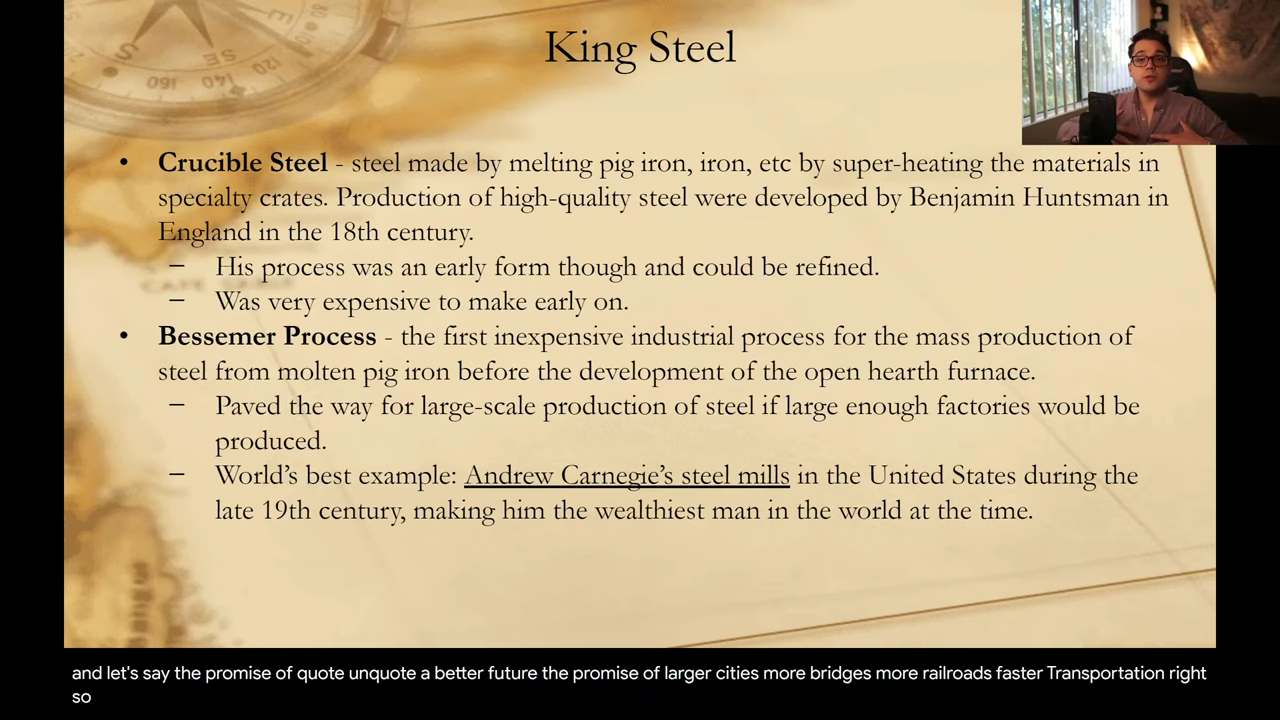 King Steel
• Crucible Steel - steel made by melting pig iron, iron, etc by super-heating the materials in
specialty crates. Production of high-quality steel were developed by Benjamin Huntsman in
England in the 18th century.
– His process was an early form though and could be refined.
– Was very expensive to make early on.
• Bessemer Process - the first inexpensive industrial process for the mass production of
steel from molten pig iron before the development of the open hearth furnace.
– Paved the way for large-scale production of steel if large enough factories would be
produced.
– World's best example: Andrew Carnegie's steel mills in the United States during the
late 19th century, making him the wealthiest man in the world at the time.
and let's say the promise of quote unquote a better future the promise of larger cities more bridges more railroads faster Transportation right
so